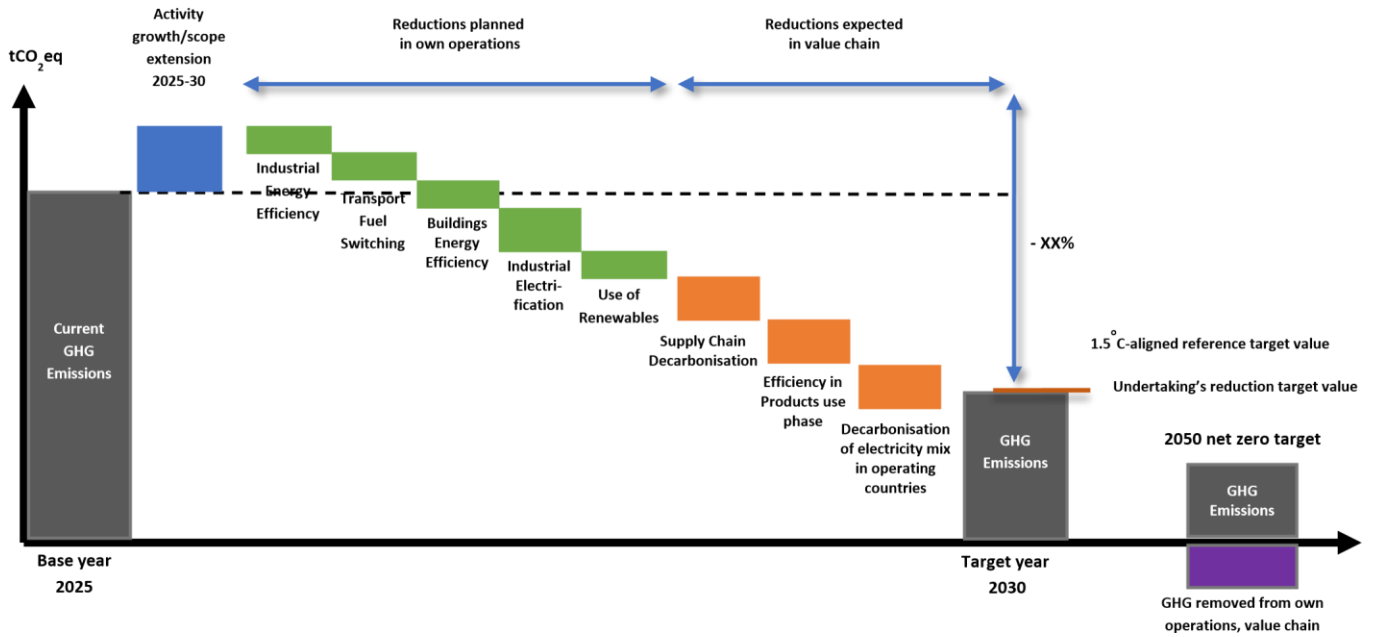 Activity
growth/scope
extension
2025-30
Reductions planned
in own operations
Reductions expected
in value chain
tCO2eq
Industrial
Energy
Efficiency
Transport
Fuel
Switching
Buildings
Energy
Efficiency
Industrial
Electri-
fication
Use of
Renewables
Supply Chain
Decarbonisation
Efficiency in
Products use
phase
Decarbonisation
of electricity mix
in operating
countries
- XX%
1.5°C-aligned reference target value
Undertaking's reduction target value
Current
GHG
Emissions
GHG
Emissions
2050 net zero target
GHG
Emissions
Base year
2025
Target year
2030
GHG removed from own
operations, value chain